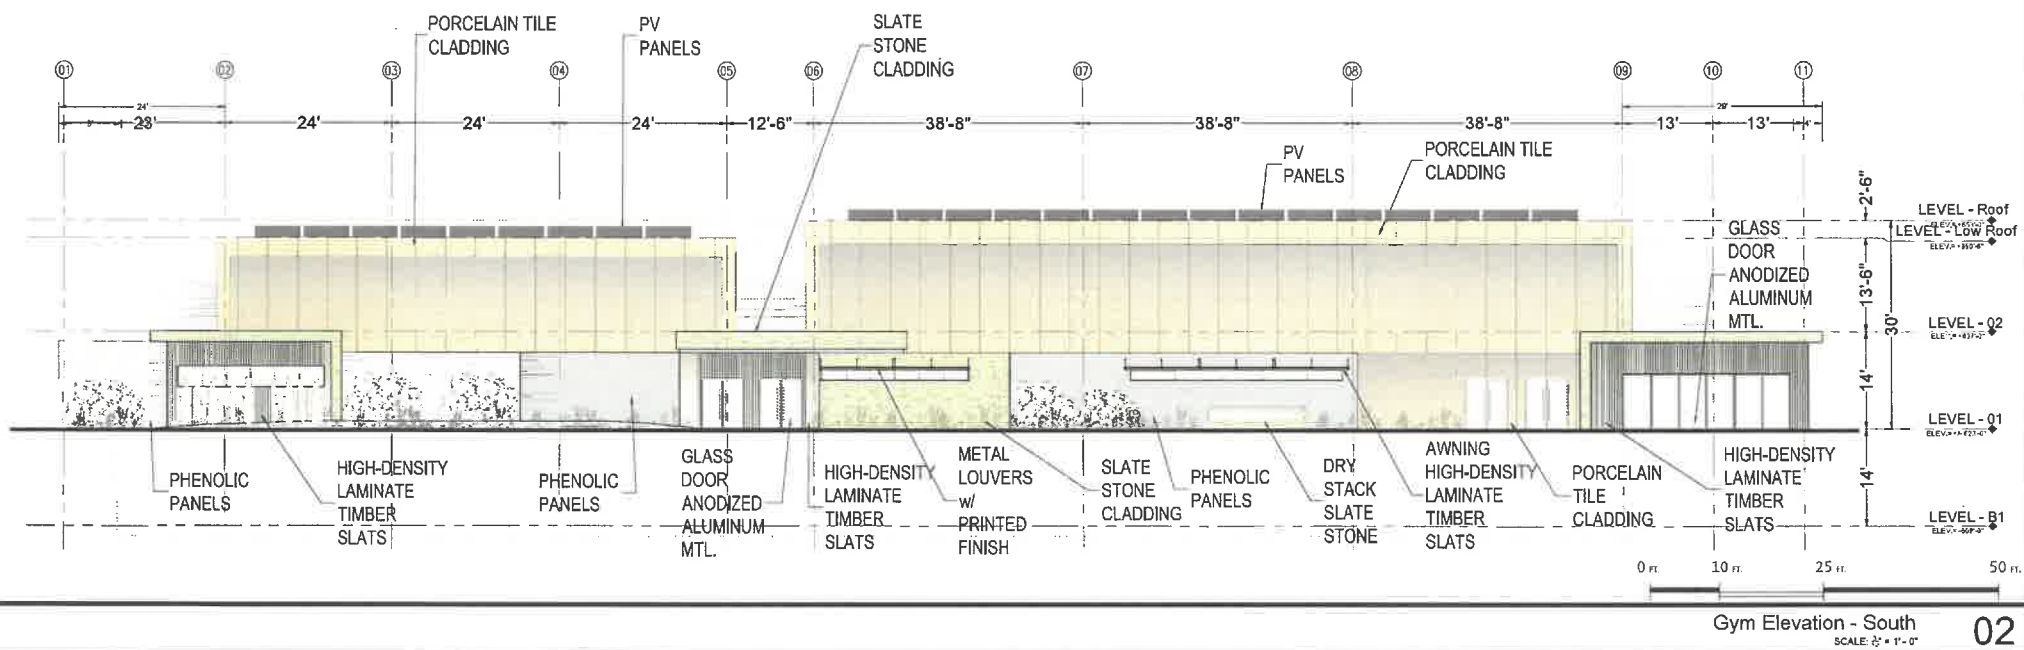 PORCELAIN TILE
CLADDING
PV
PANELS
SLATE
STONE
CLADDING
01
02
03
04
05
06
07
08
09
10
11
24'
28'
23'
24'
24'
24'
12'-6"
38'-8"
38'-8"
38'-8"
13'
13'
4'
PV
PANELS
PORCELAIN TILE
CLADDING
2'-6"
13'-6"
30'
14'
14'
LEVEL - Roof
LEVEL - Low Roof
LEVEL - 02
LEVEL - 01
LEVEL - B1
GLASS
DOOR
ANODIZED
ALUMINUM
MTL.
PHENOLIC
PANELS
HIGH-DENSITY
LAMINATE
TIMBER
SLATS
PHENOLIC
PANELS
GLASS
DOOR
ANODIZED
ALUMINUM
MTL.
HIGH-DENSITY
LAMINATE
TIMBER
SLATS
METAL
LOUVERS
w/
PRINTED
FINISH
SLATE
STONE
CLADDING
PHENOLIC
PANELS
DRY
STACK
SLATE
STONE
AWNING
HIGH-DENSITY
LAMINATE
TIMBER
SLATS
PORCELAIN
TILE
CLADDING
HIGH-DENSITY
LAMINATE
TIMBER
SLATS
0 FT. 10 FT. 25 FT. 50 FT.
Gym Elevation - South 02